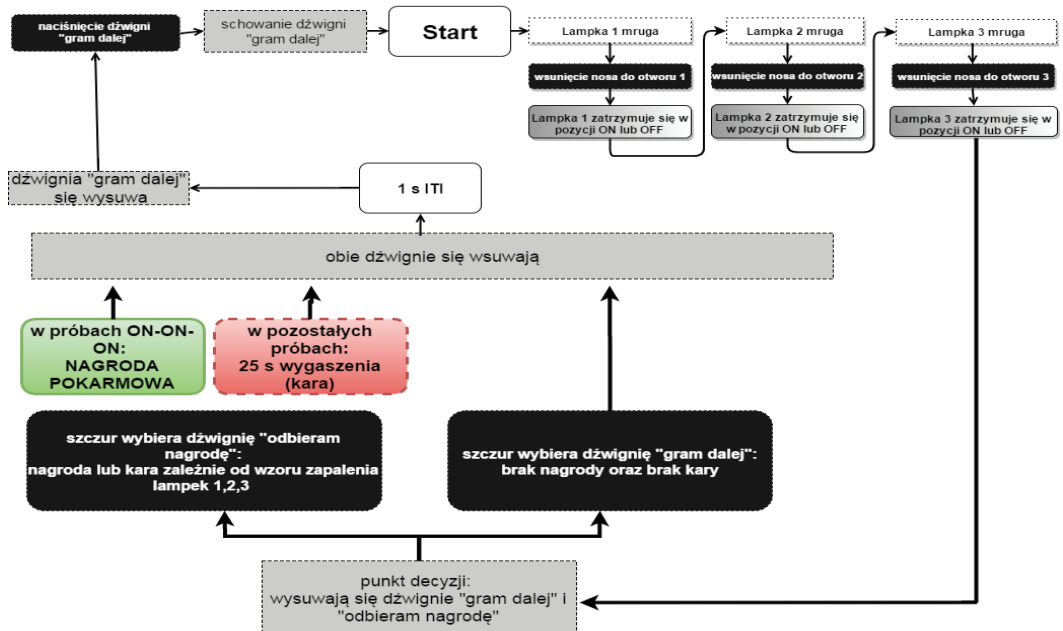 naciśnięcie dźwigni
"gram dalej"
schowanie dźwigni
"gram dalej"
Start
Lampka 1 mruga
Lampka 2 mruga
Lampka 3 mruga
wsunięcie nosa do otworu 1
wsunięcie nosa do otworu 2
wsunięcie nosa do otworu 3
Lampka 1 zatrzymuje się w
pozycji ON lub OFF
Lampka 2 zatrzymuje się
w pozycji ON lub OFF
Lampka 3 zatrzymuje się w
pozycji ON lub OFF
dźwignia "gram dalej"
się wysuwa
1 s ITI
obie dźwignie się wsuwają
w próbach ON-ON-
ON:
NAGRODA
POKARMOWA
w pozostałych
próbach:
25 s wygaszenia
(kara)
szczur wybiera dźwignię "odbieram
nagrodę":
nagroda lub kara zależnie od wzoru zapalenia
lampek 1,2,3
szczur wybiera dźwignię "gram dalej":
brak nagrody oraz brak kary
punkt decyzji:
wysuwają się dźwignie "gram dalej" i
"odbieram nagrodę"